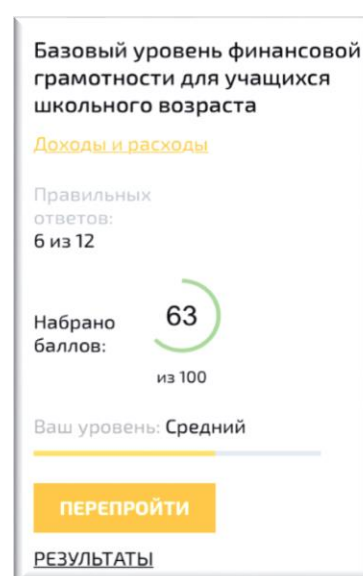 Базовый уровень финансовой
грамотности для учащихся
школьного возраста
Доходы и расходы
Правильных
ответов:
6 из 12
Набрано
баллов:
63
из 100
Ваш уровень: Средний
ПЕРЕПРОЙТИ
РЕЗУЛЬТАТЫ